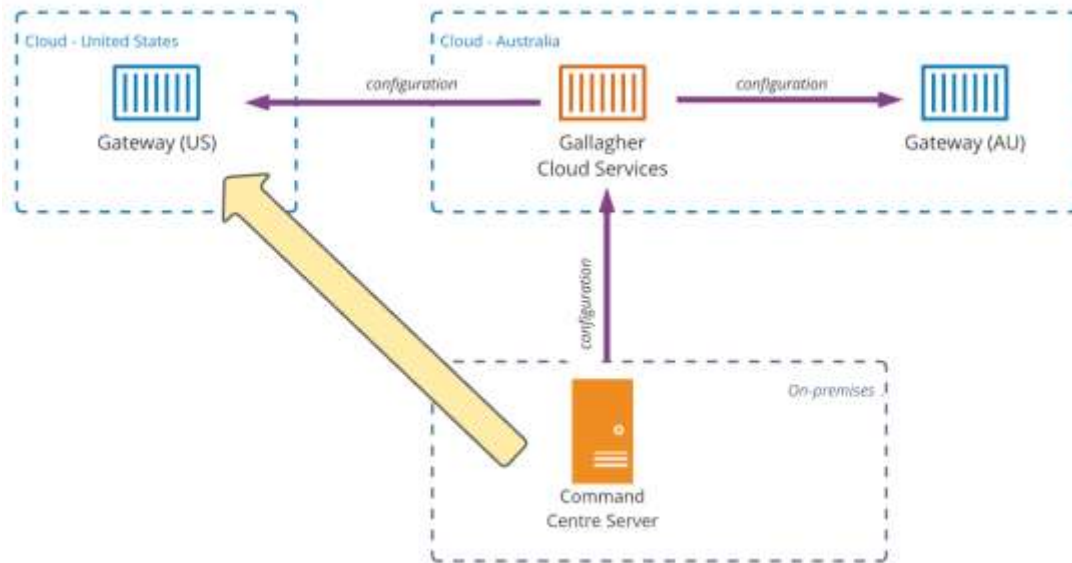 Cloud - United States
Cloud - Australia
configuration
configuration
Gateway (US)
Gallagher
Cloud Services
Gateway (AU)
configuration
On-premises
Command
Centre Server